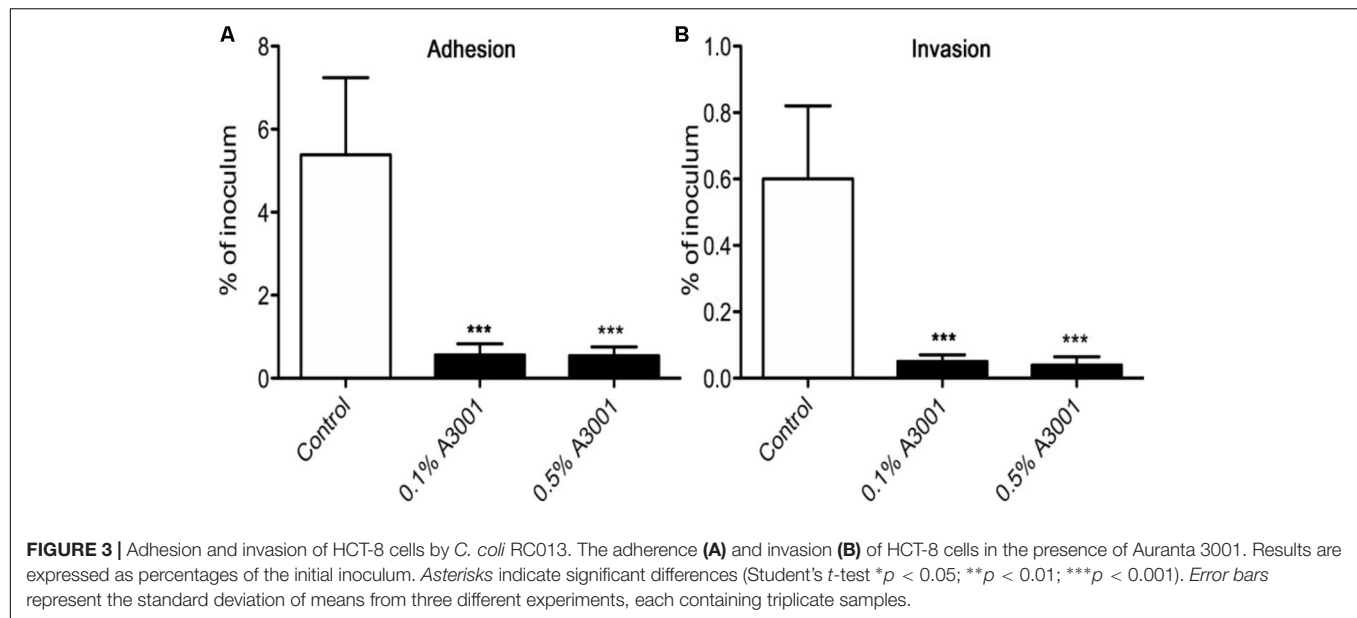 A
Adhesion
% of inoculum
8
6
4
2
0
***
***
Control
0.1% A3001
0.5% A3001
B
Invasion
% of inoculum
1.0
0.8
0.6
0.4
0.2
0.0
***
***
Control
0.1% A3001
0.5% A3001
FIGURE 3 | Adhesion and invasion of HCT-8 cells by C. coli RC013. The adherence (A) and invasion (B) of HCT-8 cells in the presence of Auranta 3001. Results are
expressed as percentages of the initial inoculum. Asterisks indicate significant differences (Student's t-test *p < 0.05; **p < 0.01; ***p < 0.001). Error bars
represent the standard deviation of means from three different experiments, each containing triplicate samples.